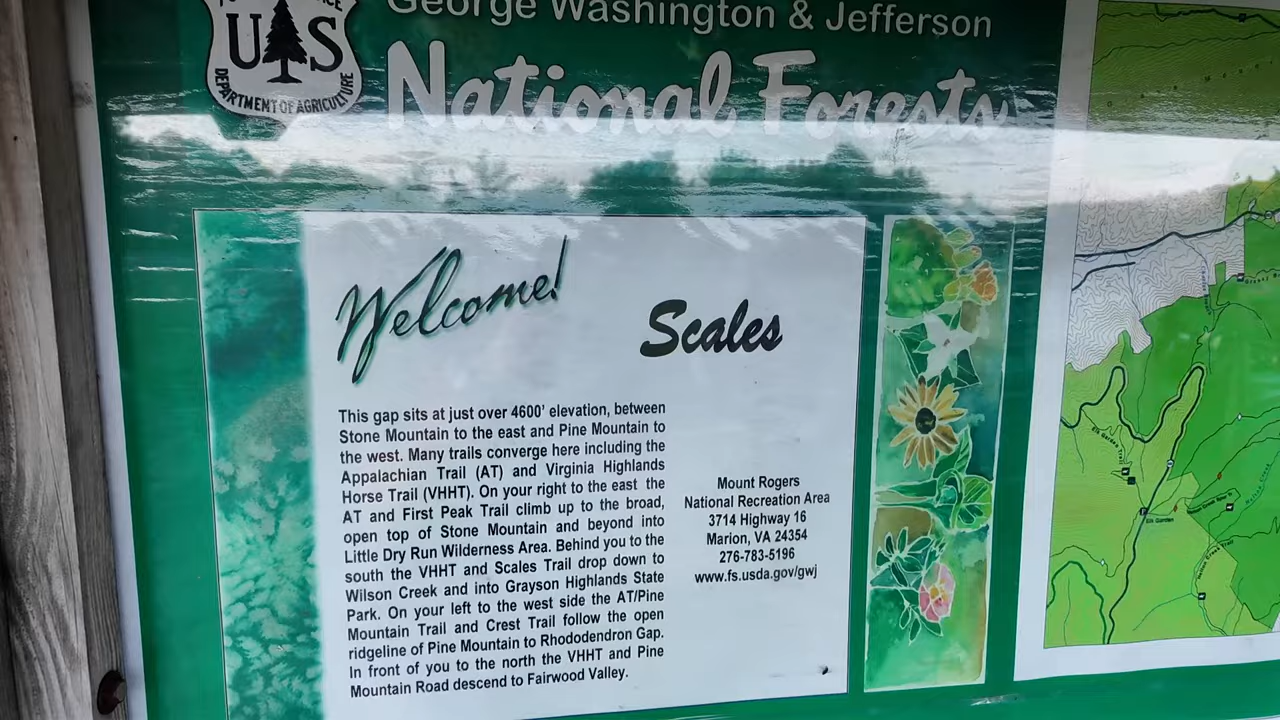 US
DEPARTMENT OF AGRICULTURE
George Washington & Jefferson
National Forests
Welcome!
Scales
This gap sits at just over 4600' elevation, between
Stone Mountain to the east and Pine Mountain to
the west. Many trails converge here including the
Appalachian Trail (AT) and Virginia Highlands
Horse Trail (VHHT). On your right to the east the
AT and First Peak Trail climb up to the broad,
open top of Stone Mountain and beyond into
Little Dry Run Wilderness Area. Behind you to the
south the VHHT and Scales Trail drop down to
Wilson Creek and into Grayson Highlands State
Park. On your left to the west side the AT/Pine
Mountain Trail and Crest Trail follow the open
ridgeline of Pine Mountain to Rhododendron Gap.
In front of you to the north the VHHT and Pine
Mountain Road descend to Fairwood Valley.
Mount Rogers
National Recreation Area
3714 Highway 16
Marion, VA 24354
276-783-5196
www.fs.usda.gov/gwj
Elk Garden Trail
Elk Garden